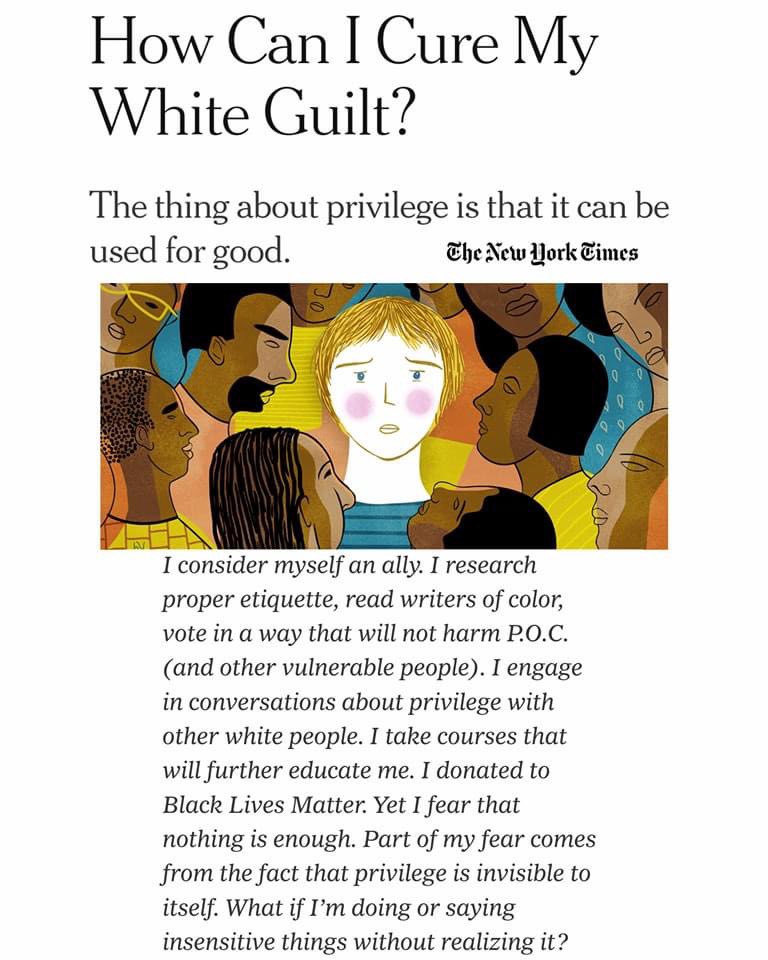 How Can I Cure My
White Guilt?
The thing about privilege is that it can be
used for good.
The New York Times
I consider myself an ally. I research
proper etiquette, read writers of color,
vote in a way that will not harm P.O.C.
(and other vulnerable people). I engage
in conversations about privilege with
other white people. I take courses that
will further educate me. I donated to
Black Lives Matter. Yet I fear that
nothing is enough. Part of my fear comes
from the fact that privilege is invisible to
itself. What if I’m doing or saying
insensitive things without realizing it?